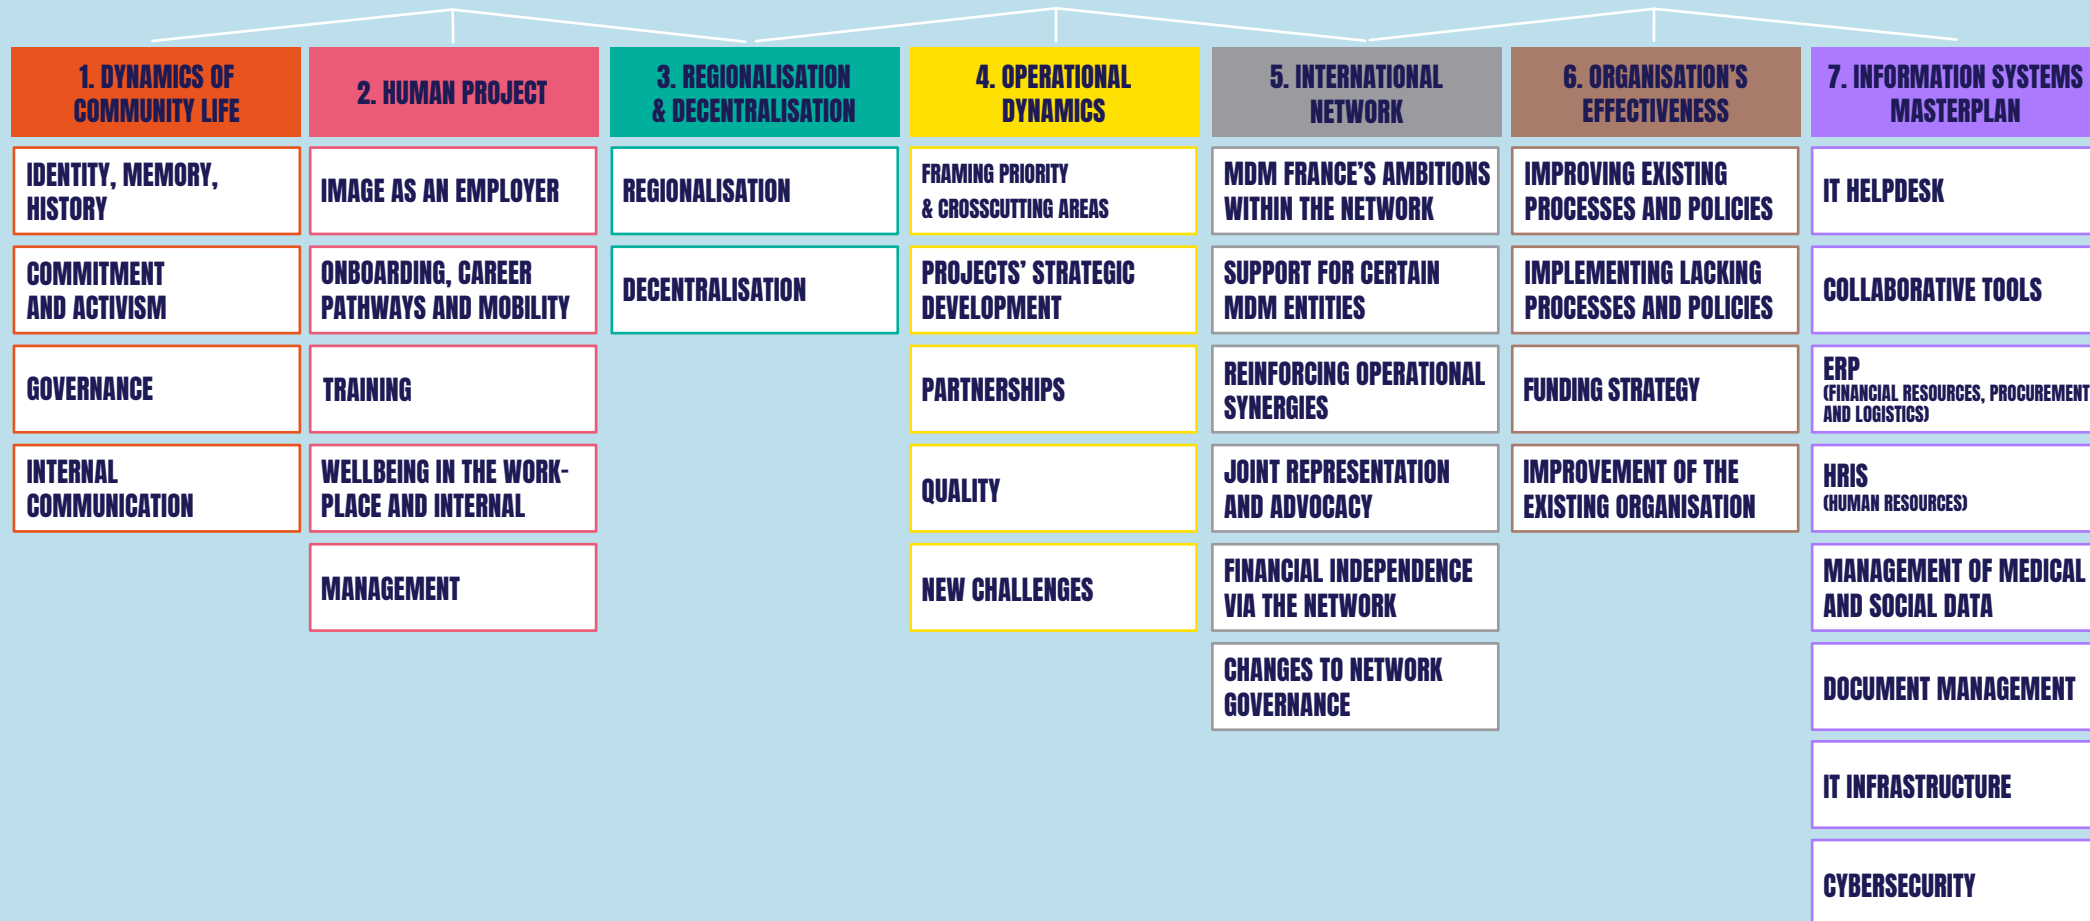 1. DYNAMICS OF
COMMUNITY LIFE
IDENTITY, MEMORY,
HISTORY
COMMITMENT
AND ACTIVISM
GOVERNANCE
INTERNAL
COMMUNICATION
2. HUMAN PROJECT
IMAGE AS AN EMPLOYER
ONBOARDING, CAREER
PATHWAYS AND MOBILITY
TRAINING
WELLBEING IN THE WORK-
PLACE AND INTERNAL
MANAGEMENT
3. REGIONALISATION
& DECENTRALISATION
REGIONALISATION
DECENTRALISATION
4. OPERATIONAL
DYNAMICS
FRAMING PRIORITY
& CROSSCUTTING AREAS
PROJECTS’ STRATEGIC
DEVELOPMENT
PARTNERSHIPS
QUALITY
NEW CHALLENGES
5. INTERNATIONAL
NETWORK
MDM FRANCE’S AMBITIONS
WITHIN THE NETWORK
SUPPORT FOR CERTAIN
MDM ENTITIES
REINFORCING OPERATIONAL
SYNERGIES
JOINT REPRESENTATION
AND ADVOCACY
FINANCIAL INDEPENDENCE
VIA THE NETWORK
CHANGES TO NETWORK
GOVERNANCE
6. ORGANISATION’S
EFFECTIVENESS
IMPROVING EXISTING
PROCESSES AND POLICIES
IMPLEMENTING LACKING
PROCESSES AND POLICIES
FUNDING STRATEGY
IMPROVEMENT OF THE
EXISTING ORGANISATION
7. INFORMATION SYSTEMS
MASTERPLAN
IT HELPDESK
COLLABORATIVE TOOLS
ERP
(FINANCIAL RESOURCES, PROCUREMENT
AND LOGISTICS)
HRIS
(HUMAN RESOURCES)
MANAGEMENT OF MEDICAL
AND SOCIAL DATA
DOCUMENT MANAGEMENT
IT INFRASTRUCTURE
CYBERSECURITY